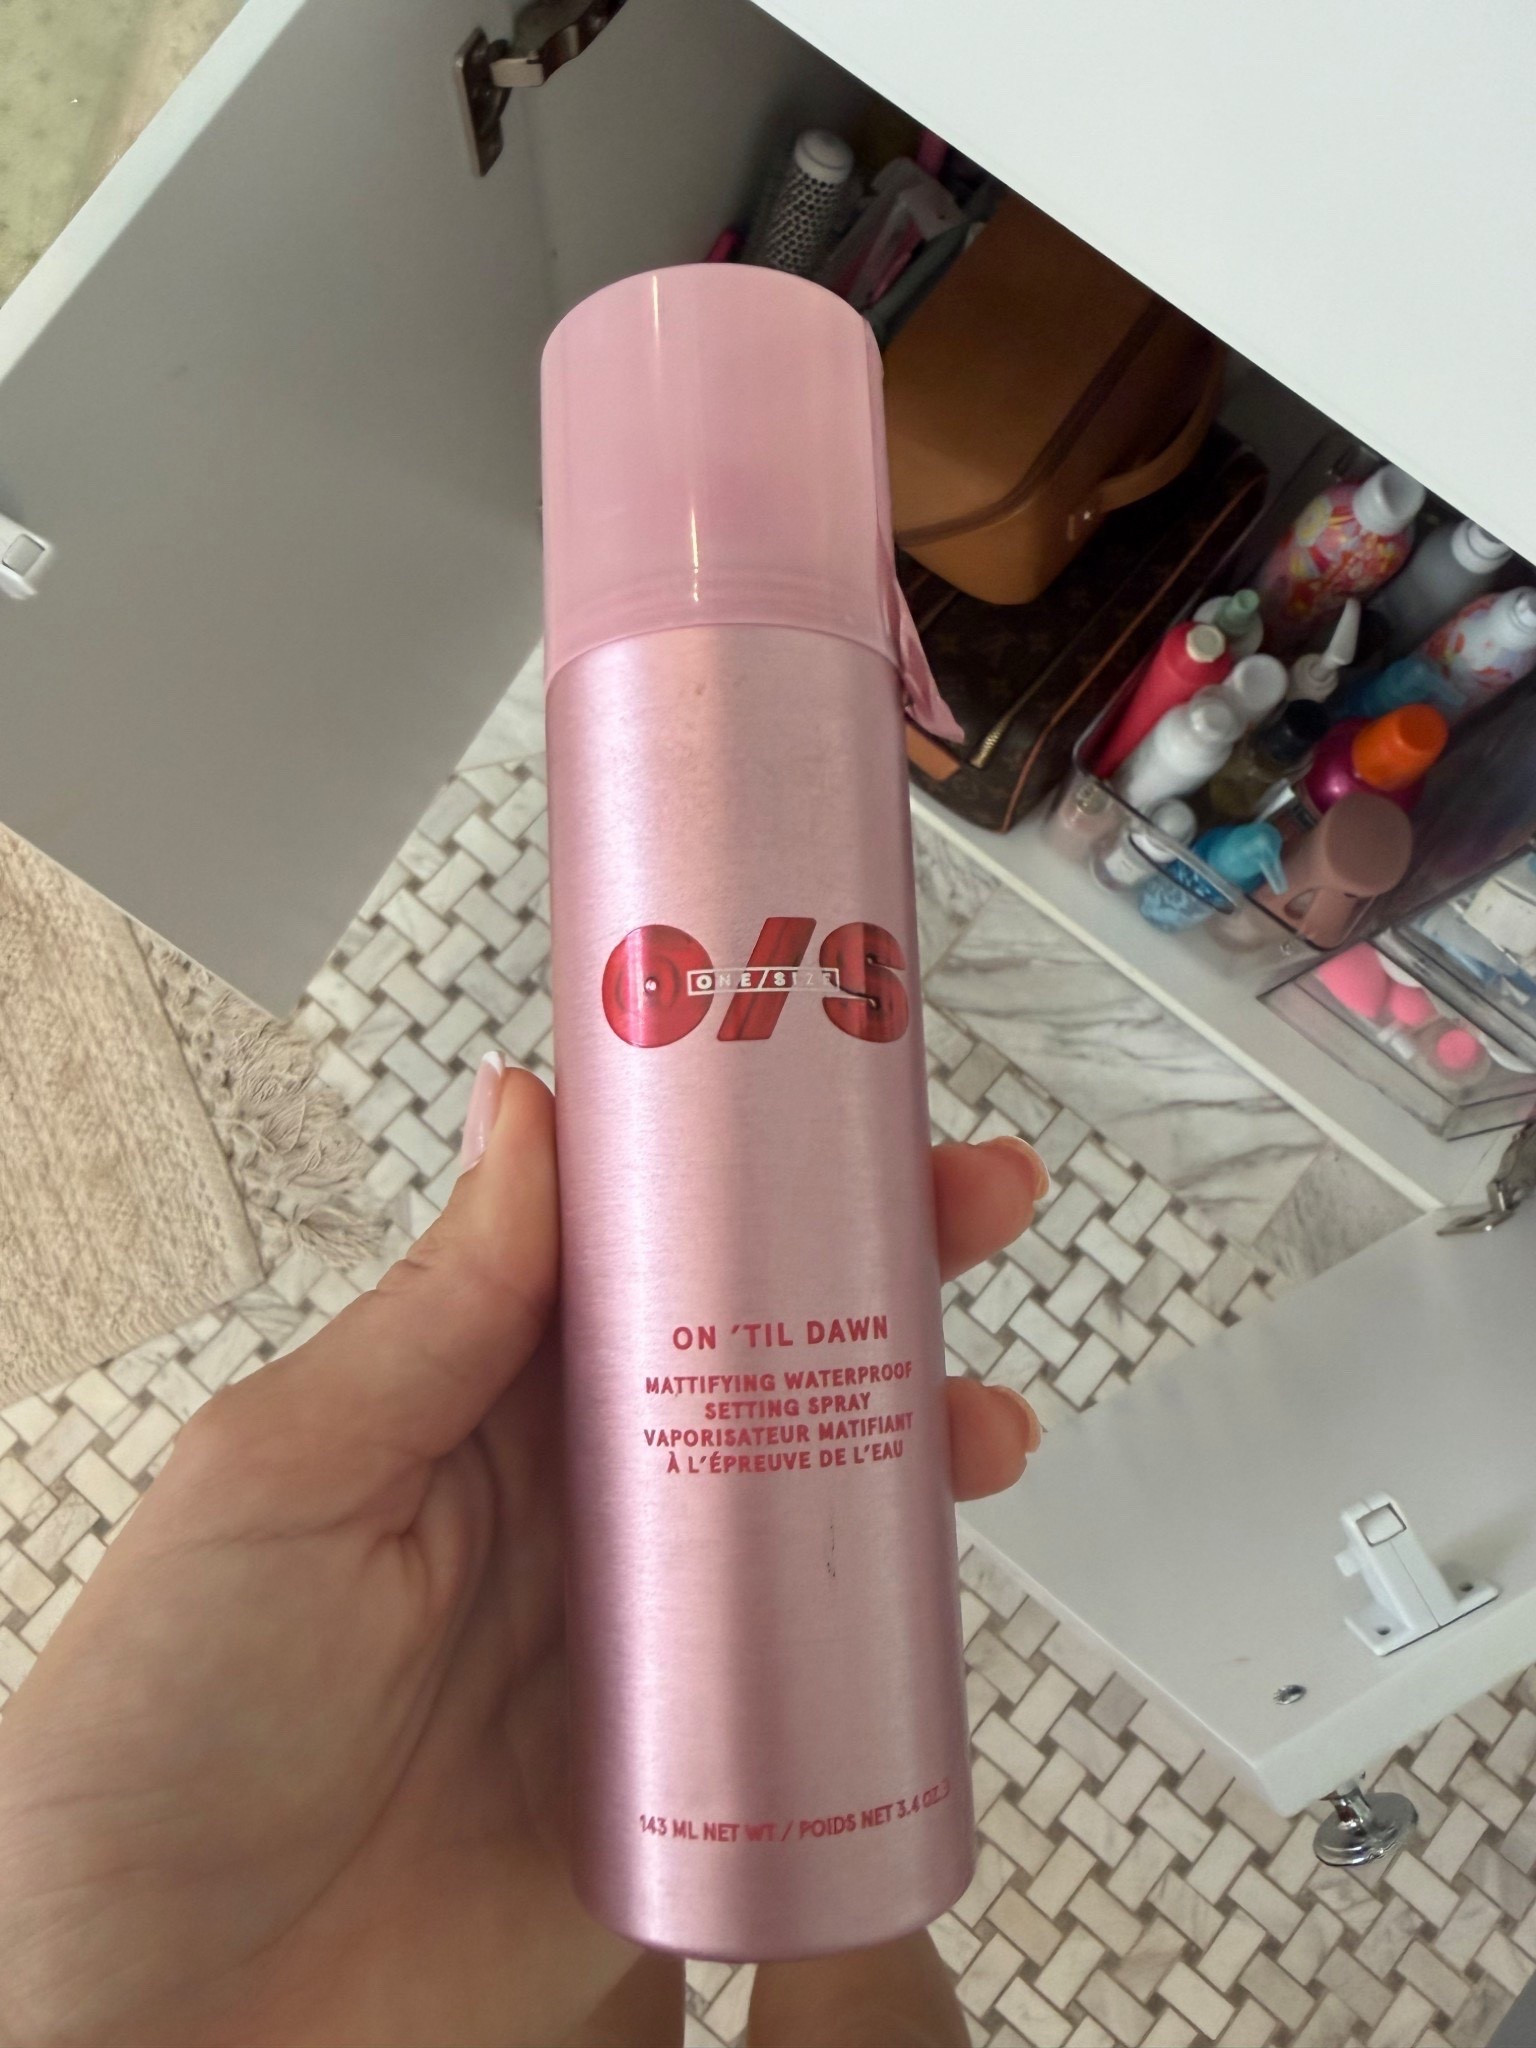 O/S
ONE/SIZE
ON ’TIL DAWN
MATTIFYING WATERPROOF
SETTING SPRAY
VAPORISATEUR MATIFIANT
À L’ÉPREUVE DE L’EAU
143 ML NET WT / POIDS NET 3.4 OZ.